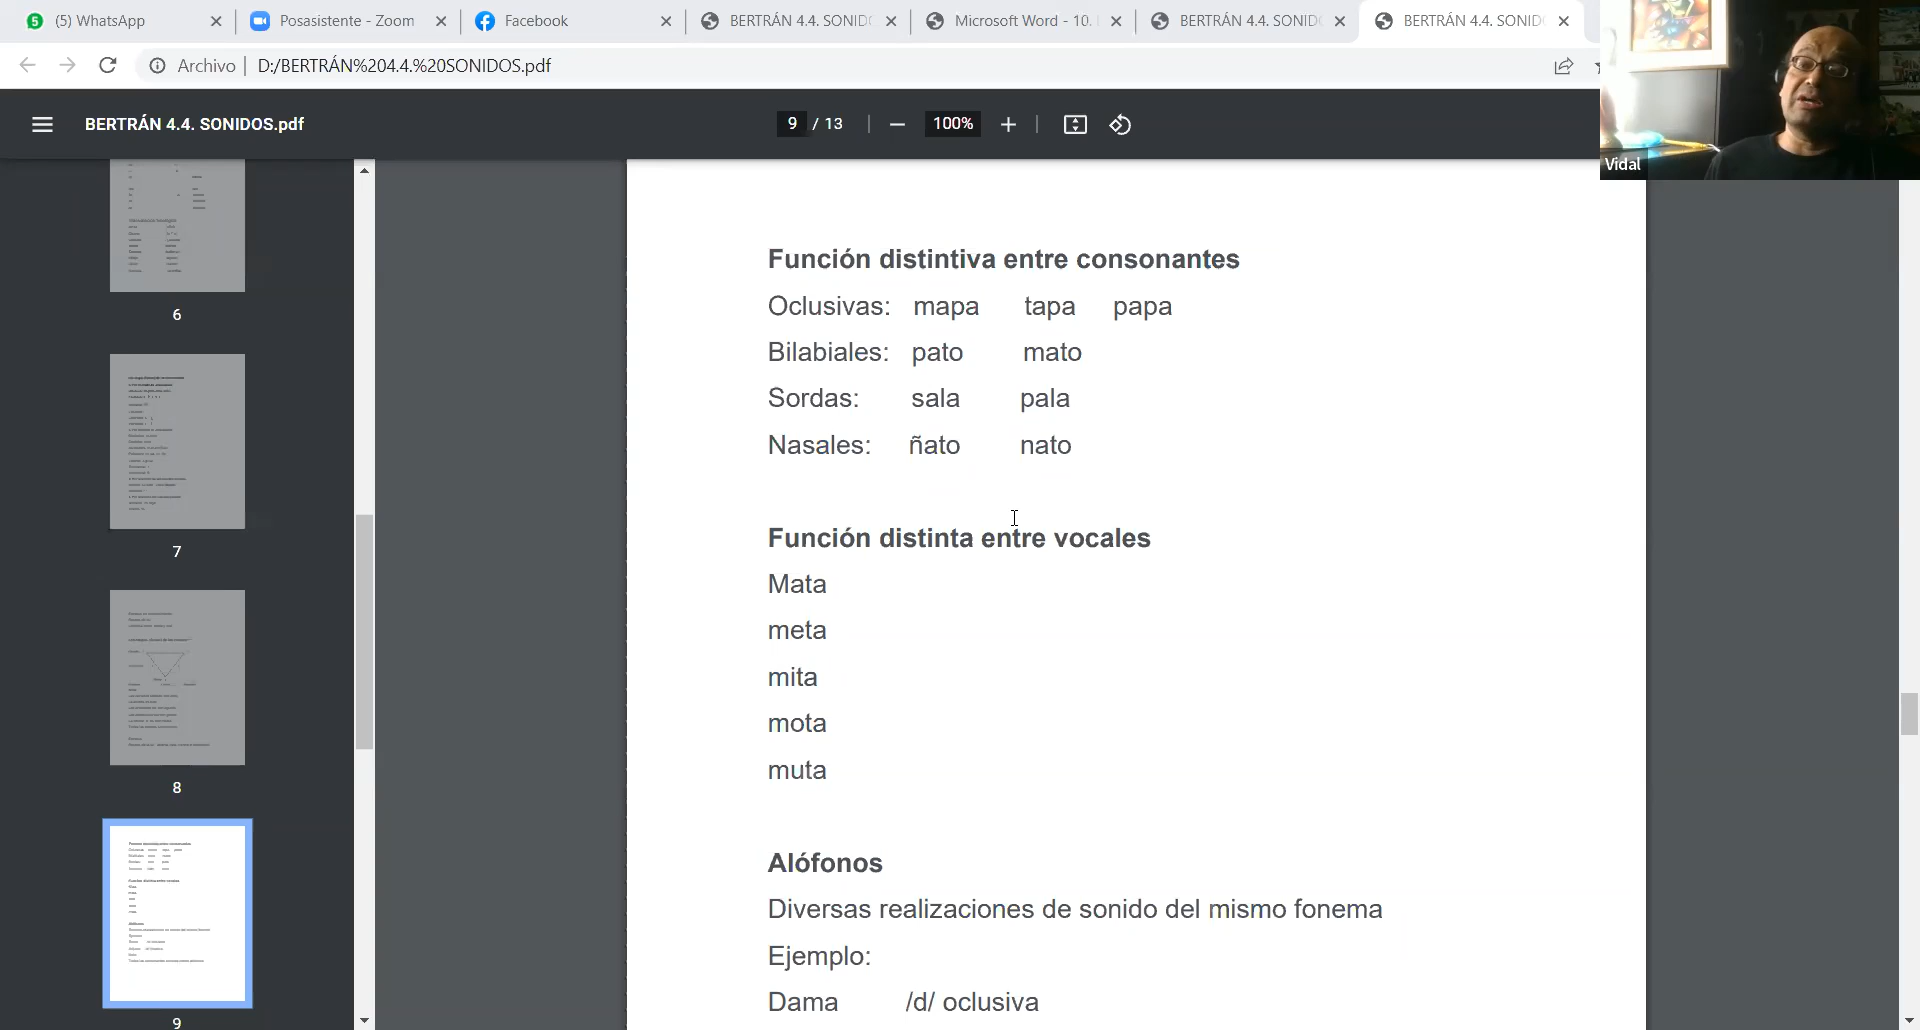 (5) WhatsApp
Posasistente - Zoom
Facebook
BERTRÁN 4.4. SONID
Microsoft Word - 10.
BERTRÁN 4.4. SONID
BERTRÁN 4.4. SONID
Archivo
D:/BERTRÁN%204.4.%20SONIDOS.pdf
BERTRÁN 4.4. SONIDOS.pdf
9 / 13
100%
Vidal
6
7
8
9
Función distintiva entre consonantes
Oclusivas: mapa tapa papa
Bilabiales: pato mato
Sordas: sala pala
Nasales: ñato nato
Función distinta entre vocales
Mata
meta
mita
mota
muta
Alófonos
Diversas realizaciones de sonido del mismo fonema
Ejemplo:
Dama /d/ oclusiva